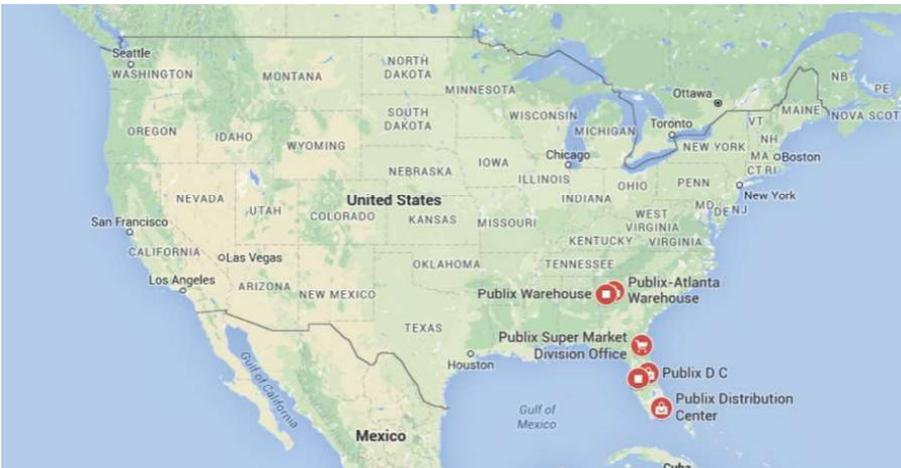 Seattle
WASHINGTON
MONTANA
NORTH
DAKOTA
MINNESOTA
Ottawa
NB
PE
MAINE
NOVA SCOT
OREGON
IDAHO
WYOMING
SOUTH
DAKOTA
WISCONSIN
MICHIGAN
Toronto
VT
NH
NEW YORK
MA
Boston
CT
RI
NEBRASKA
IOWA
Chicago
ILLINOIS
INDIANA
OHIO
PENN
New York
NEVADA
UTAH
COLORADO
United States
KANSAS
MISSOURI
WEST
VIRGINIA
MD
DE
NJ
San Francisco
CALIFORNIA
Las Vegas
KENTUCKY
VIRGINIA
Los Angeles
ARIZONA
NEW MEXICO
OKLAHOMA
TENNESSEE
Publix Warehouse
Publix-Atlanta
Warehouse
TEXAS
Houston
Publix Super Market
Division Office
Publix D C
Publix Distribution
Center
Gulf of California
Gulf of
Mexico
Mexico
Cuba